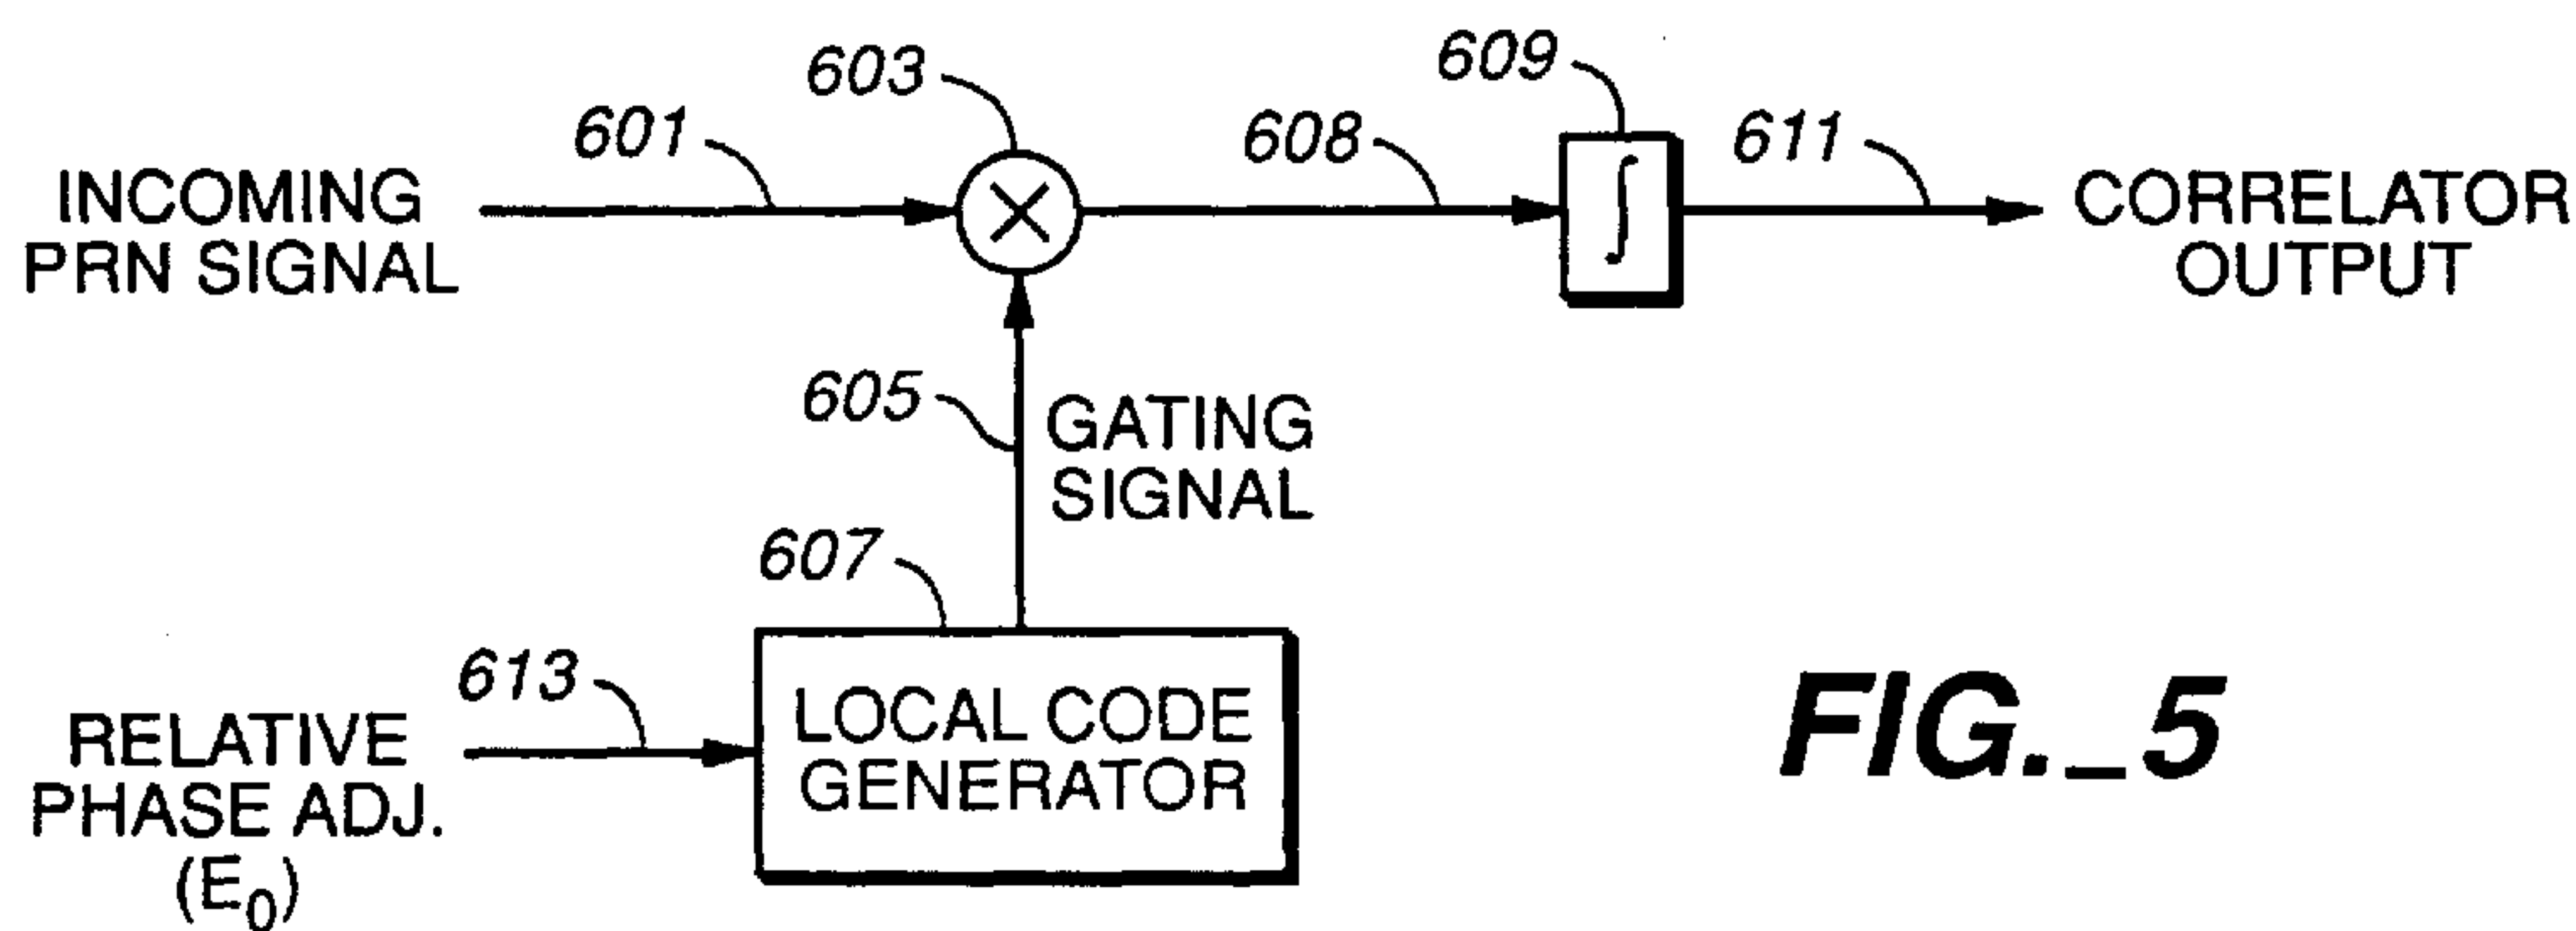 603
609
601
608
611
INCOMING
PRN SIGNAL
CORRELATOR
OUTPUT
605
GATING
SIGNAL
607
613
RELATIVE
PHASE ADJ.
(E₀)
LOCAL CODE
GENERATOR
FIG._5